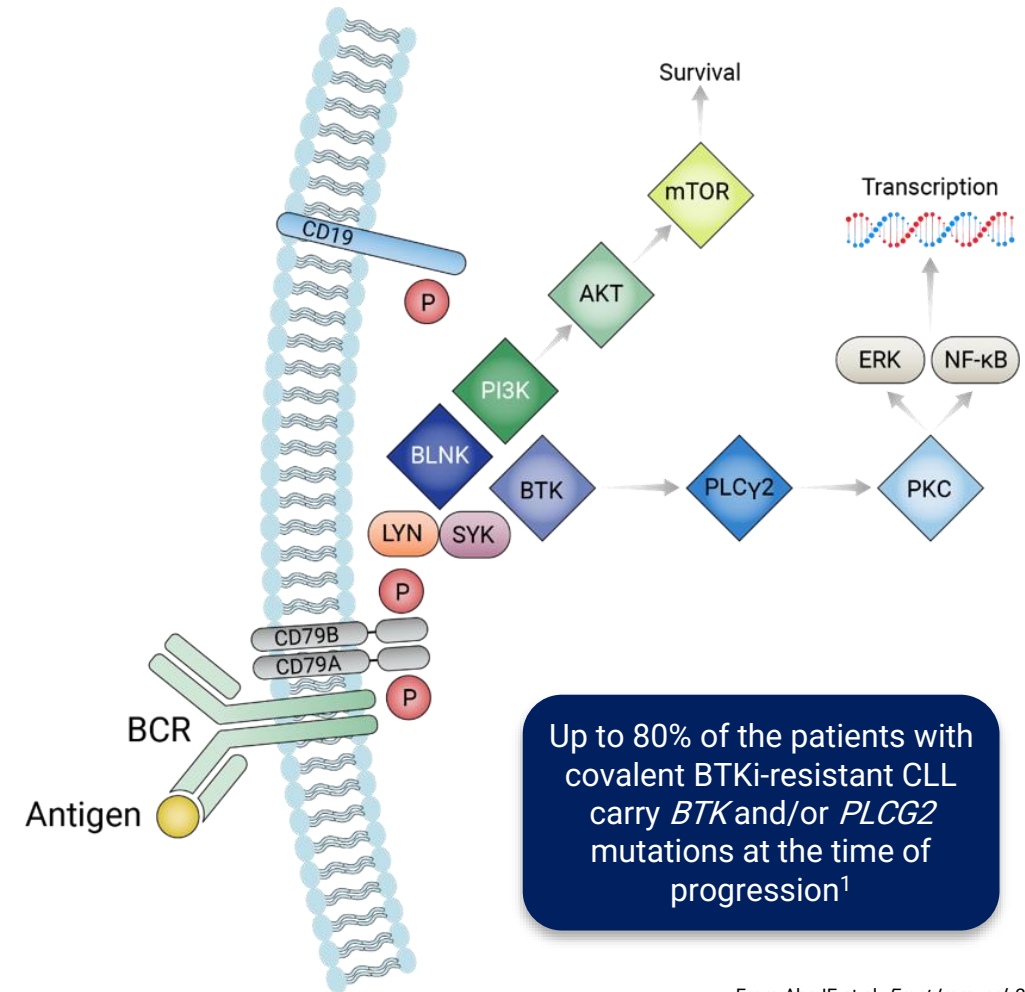 Survival
mTOR
Transcription
CD19
P
AKT
ERK
NF-κB
PI3K
BLNK
BTK
PLCγ2
PKC
LYN
SYK
P
CD79B
CD79A
P
BCR
Antigen
Up to 80% of the patients with
covalent BTKi-resistant CLL
carry BTK and/or PLCG2
mutations at the time of
progression¹